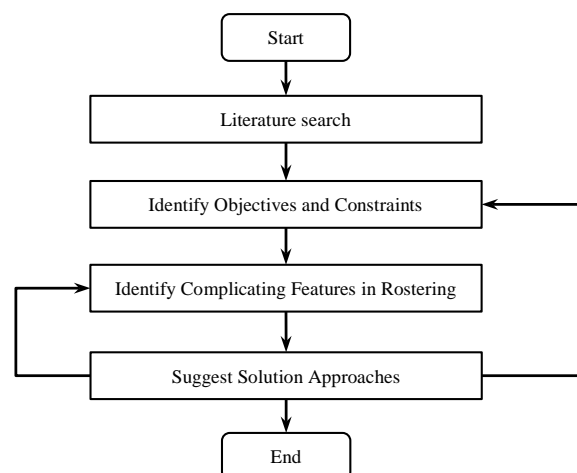 Start
Literature search
Identify Objectives and Constraints
Identify Complicating Features in Rostering
Suggest Solution Approaches
End